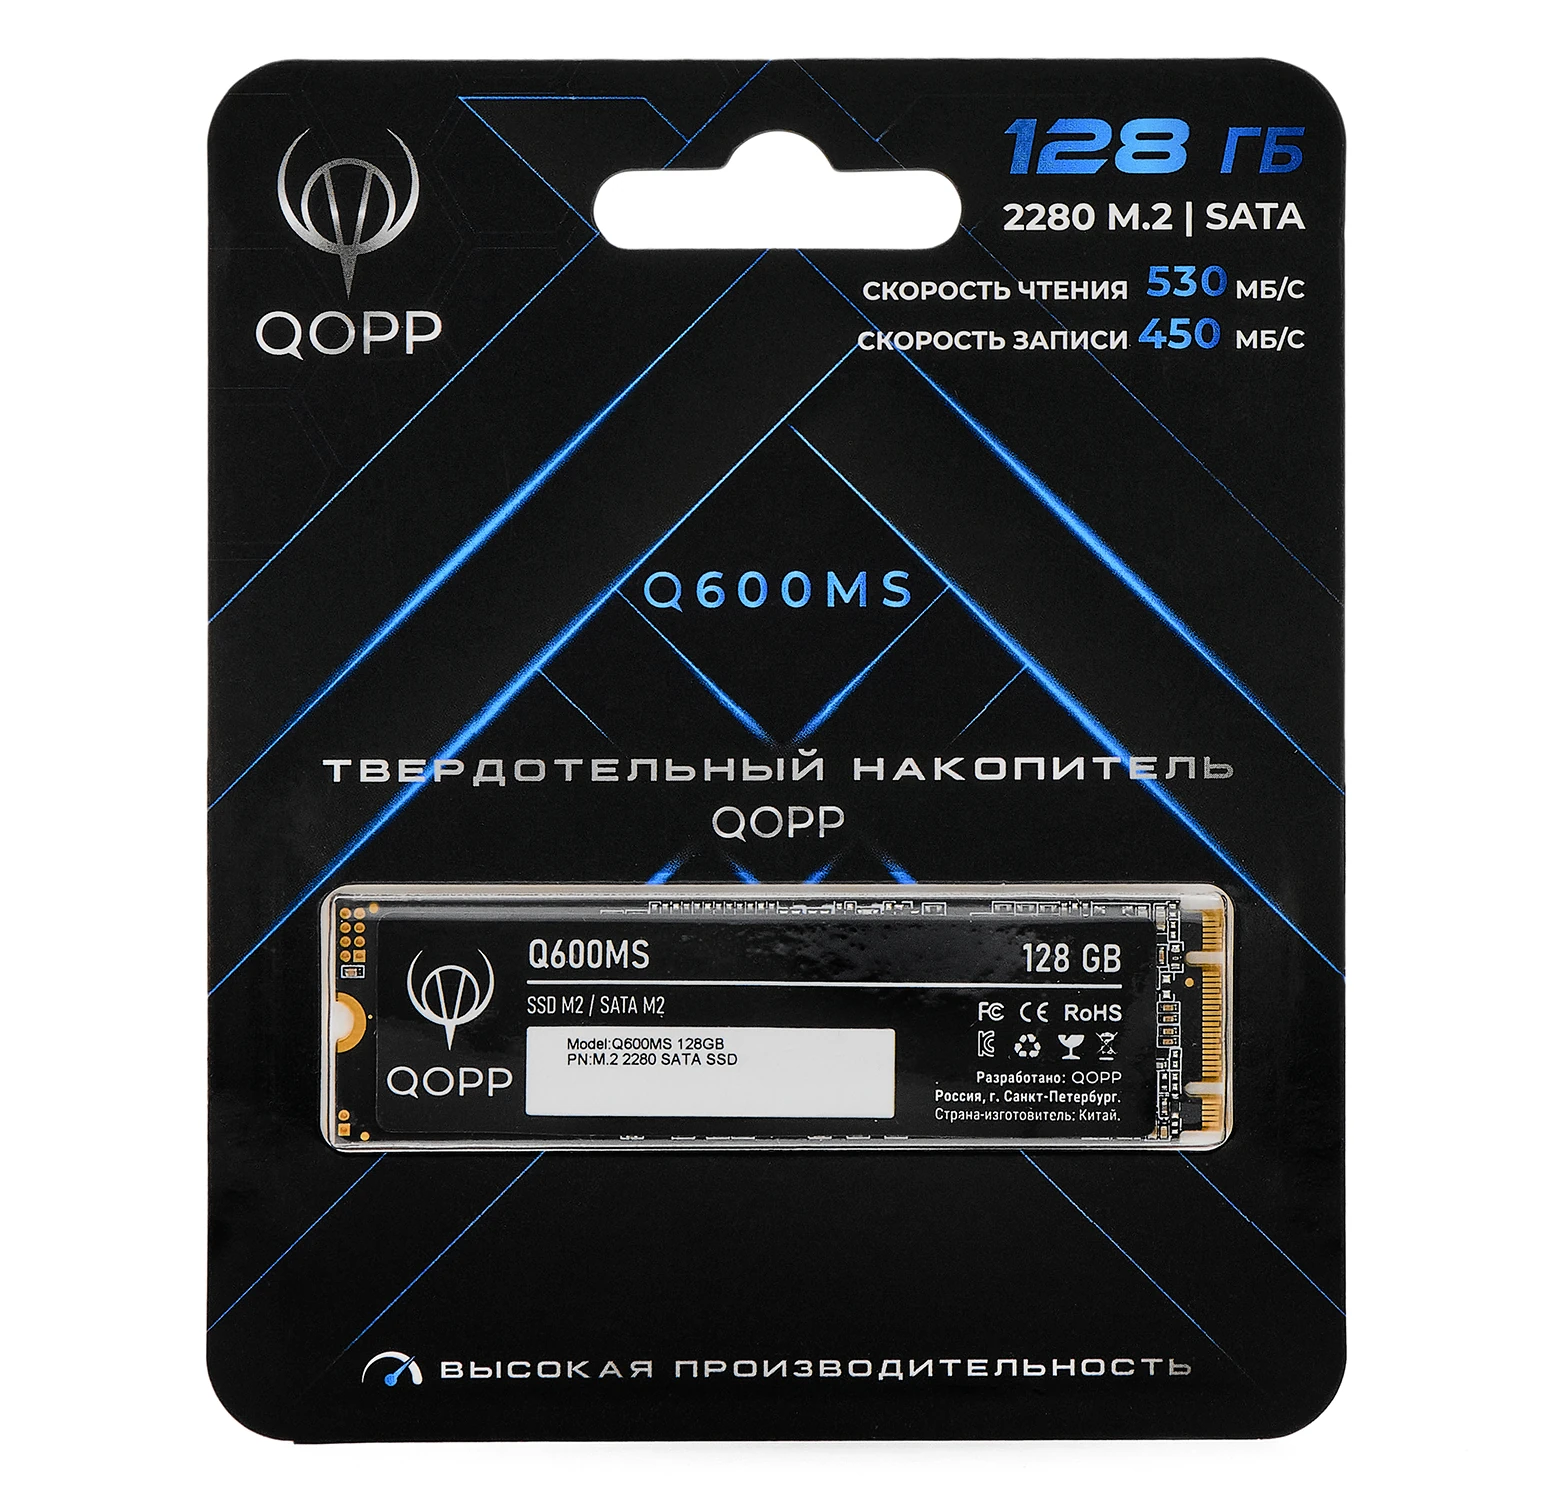 128 ГБ
2280 M.2 | SATA
СКОРОСТЬ ЧТЕНИЯ 530 МБ/С
СКОРОСТЬ ЗАПИСИ 450 МБ/С
QOPP
Q600MS
ТВЕРДОТЕЛЬНЫЙ НАКОПИТЕЛЬ
QOPP
Q600MS
128 GB
SSD M2 / SATA M2
Model:Q600MS 128GB
PN:M.2 2280 SATA SSD
QOPP
FC CE RoHS
Разработано: QOPP
Россия, г. Санкт-Петербург.
Страна-изготовитель: Китай.
ВЫСОКАЯ ПРОИЗВОДИТЕЛЬНОСТЬ